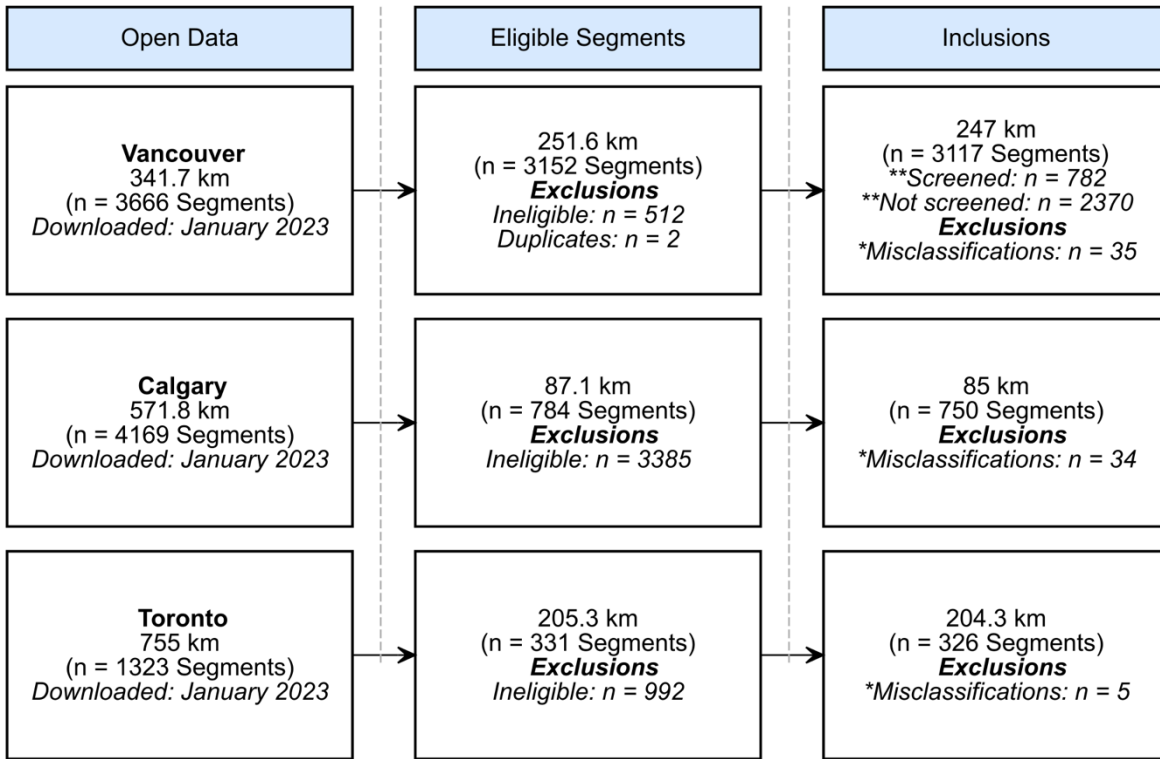 Open Data
Eligible Segments
Inclusions
Vancouver
341.7 km
(n = 3666 Segments)
Downloaded: January 2023
251.6 km
(n = 3152 Segments)
Exclusions
Ineligible: n = 512
Duplicates: n = 2
247 km
(n = 3117 Segments)
**Screened: n = 782
**Not screened: n = 2370
Exclusions
*Misclassifications: n = 35
Calgary
571.8 km
(n = 4169 Segments)
Downloaded: January 2023
87.1 km
(n = 784 Segments)
Exclusions
Ineligible: n = 3385
85 km
(n = 750 Segments)
Exclusions
*Misclassifications: n = 34
Toronto
755 km
(n = 1323 Segments)
Downloaded: January 2023
205.3 km
(n = 331 Segments)
Exclusions
Ineligible: n = 992
204.3 km
(n = 326 Segments)
Exclusions
*Misclassifications: n = 5